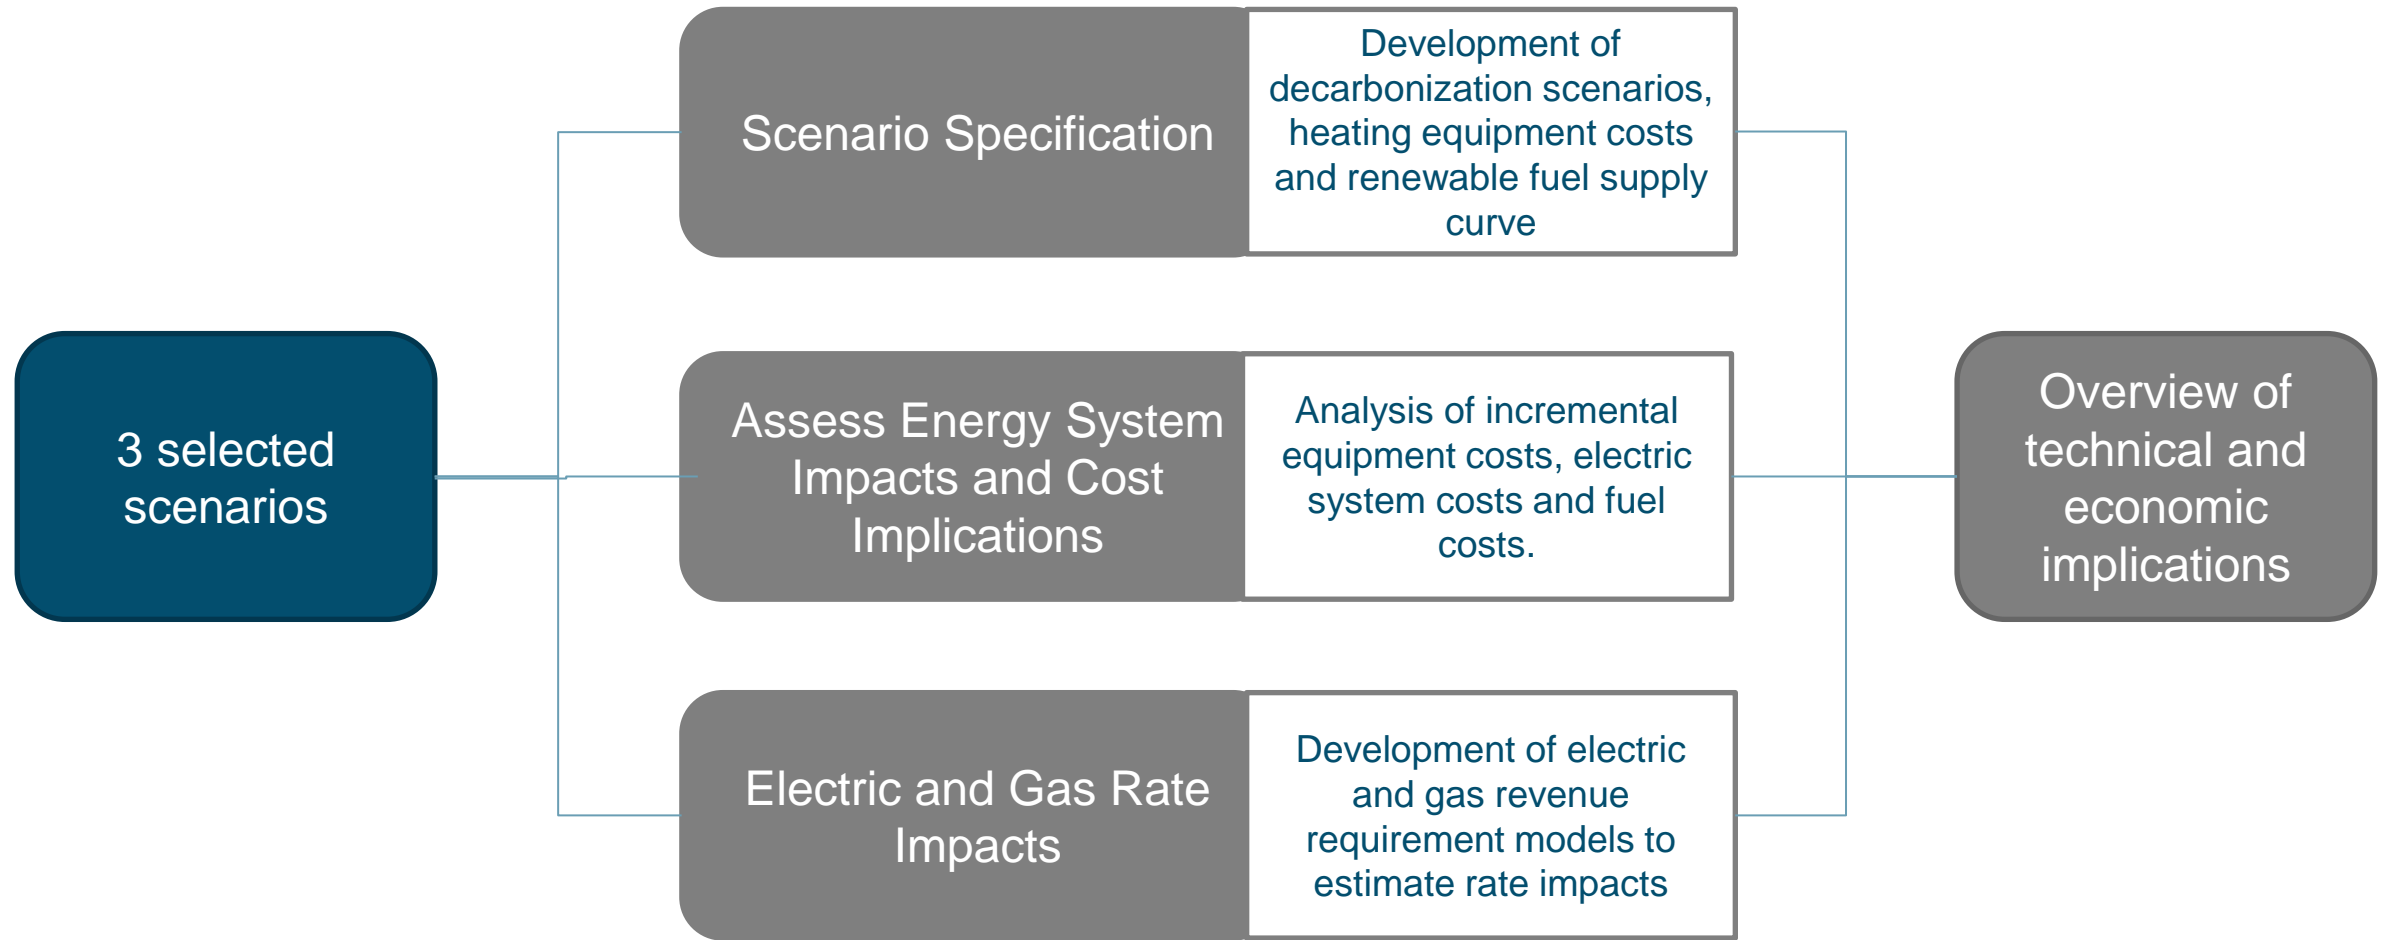 3 selected
scenarios
Scenario Specification
Development of
decarbonization scenarios,
heating equipment costs
and renewable fuel supply
curve
Assess Energy System
Impacts and Cost
Implications
Analysis of incremental
equipment costs, electric
system costs and fuel
costs.
Electric and Gas Rate
Impacts
Development of electric
and gas revenue
requirement models to
estimate rate impacts
Overview of
technical and
economic
implications